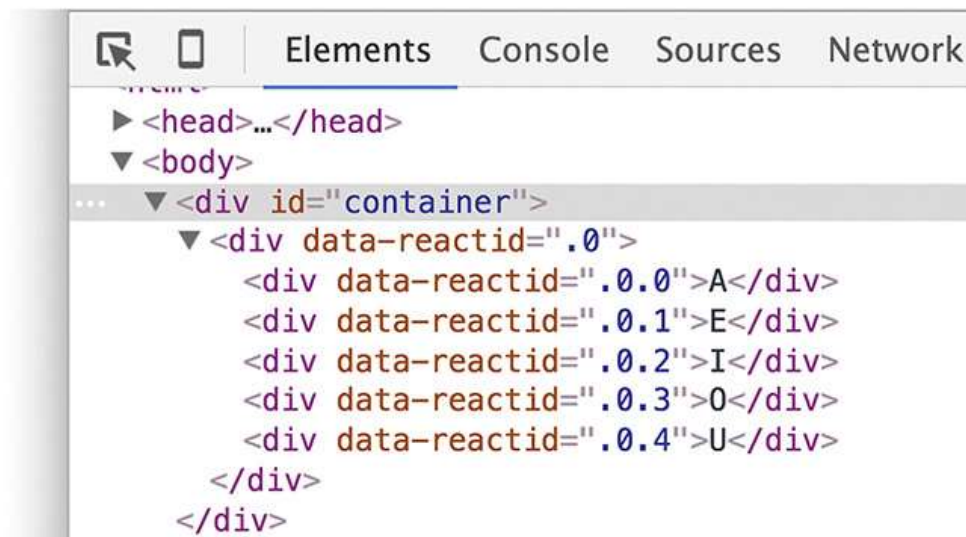 Elements Console Sources Network
▶ <head>…</head>
▼ <body>
… ▼ <div id="container">
▼ <div data-reactid=".0">
<div data-reactid=".0.0">A</div>
<div data-reactid=".0.1">E</div>
<div data-reactid=".0.2">I</div>
<div data-reactid=".0.3">O</div>
<div data-reactid=".0.4">U</div>
</div>
</div>